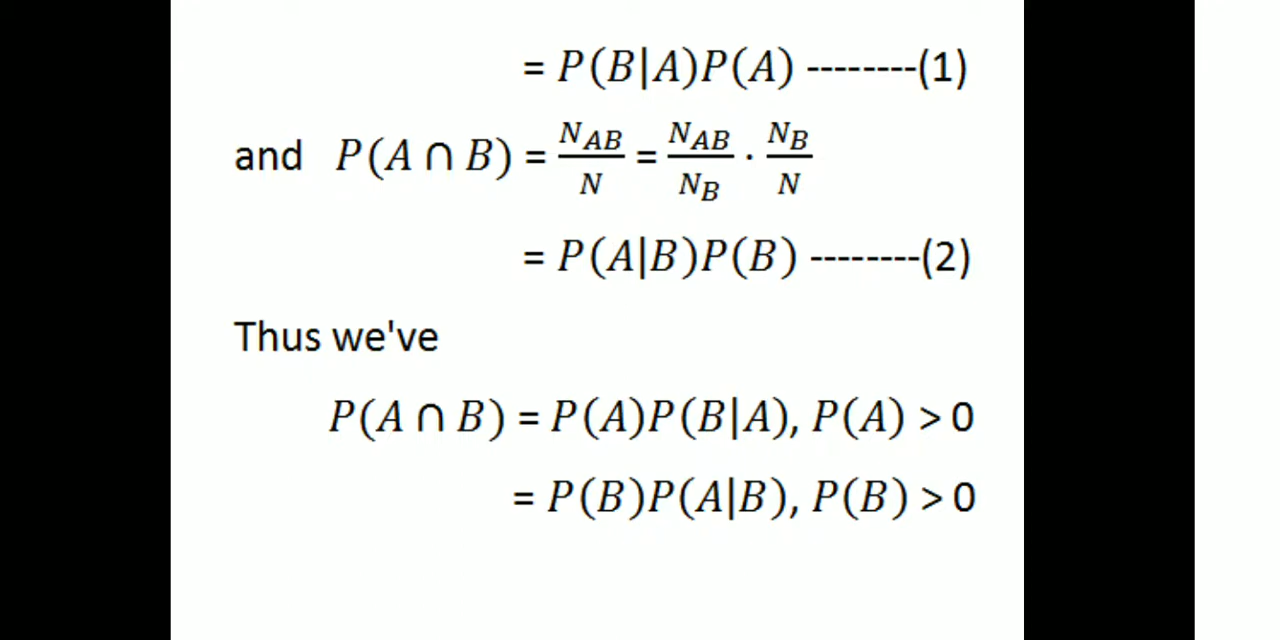 = P(B|A)P(A) --------(1)
and P(A ∩ B) = N_AB/N = N_AB/N_B · N_B/N
= P(A|B)P(B) --------(2)
Thus we've
P(A ∩ B) = P(A)P(B|A), P(A) > 0
= P(B)P(A|B), P(B) > 0